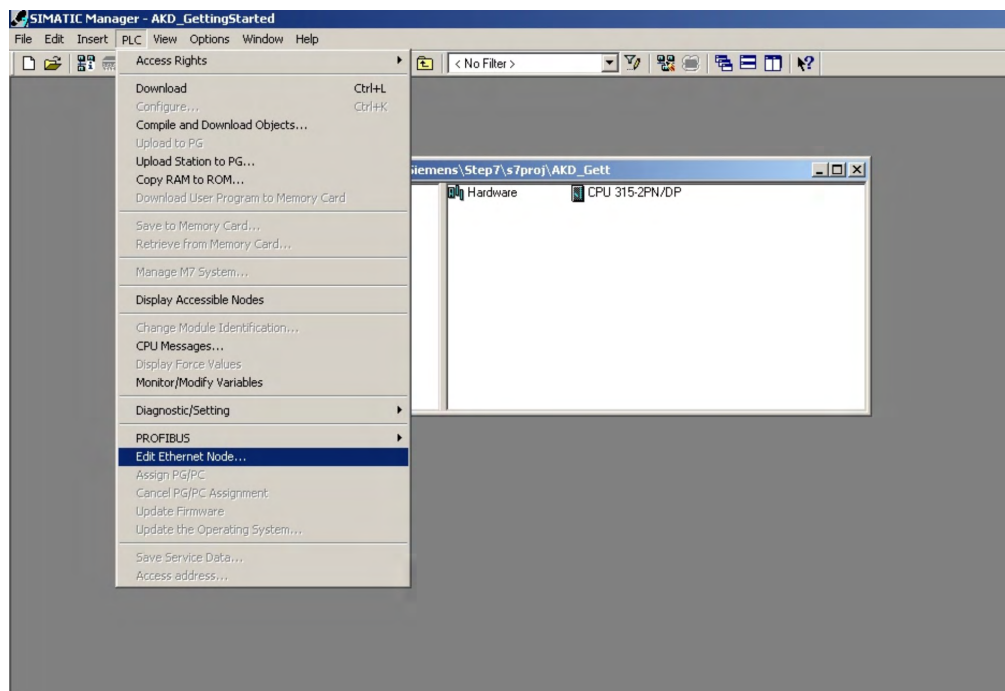 SIMATIC Manager - AKD_GettingStarted
File Edit Insert PLC View Options Window Help
< No Filter >
Access Rights
Download Ctrl+L
Configure... Ctrl+K
Compile and Download Objects...
Upload to PG
Upload Station to PG...
Copy RAM to ROM...
Download User Program to Memory Card
Save to Memory Card...
Retrieve from Memory Card...
Manage M7 System...
Display Accessible Nodes
Change Module Identification...
CPU Messages...
Display Force Values
Monitor/Modify Variables
Diagnostic/Setting
PROFIBUS
Edit Ethernet Node...
Assign PG/PC
Cancel PG/PC Assignment
Update Firmware
Update the Operating System...
Save Service Data...
Access address...
iemens\Step7\s7proj\AKD_Gett
Hardware CPU 315-2PN/DP